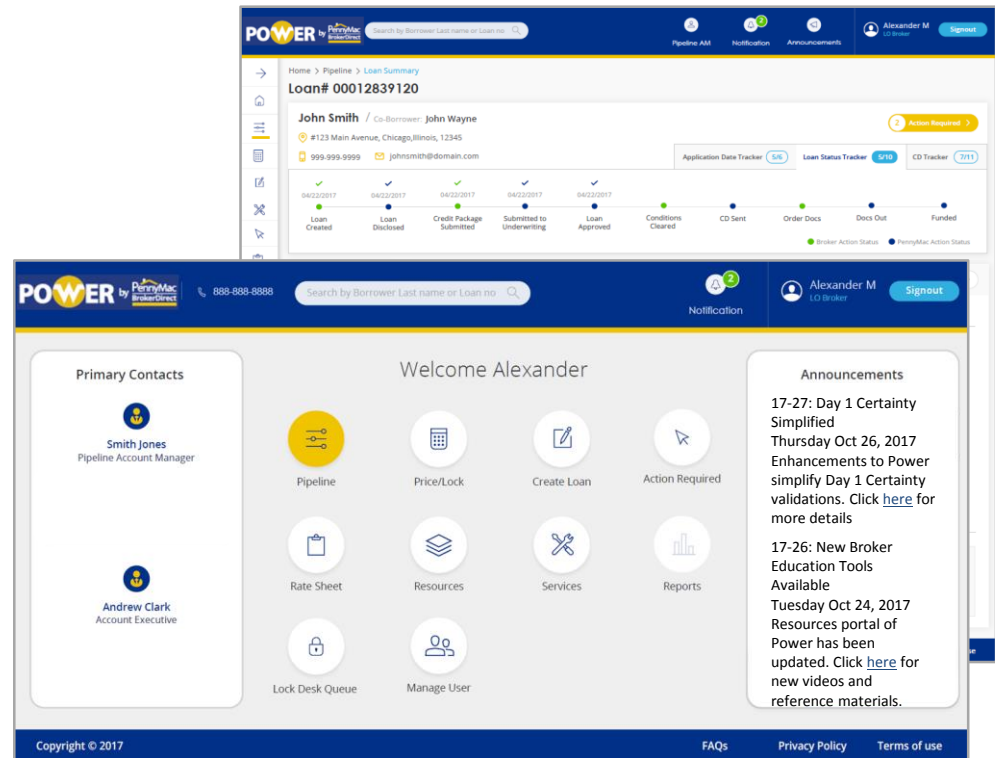 POWER by PennyMac BrokerDirect
Search by Borrower Last name or Loan no
Pipeline AM
2
Notification
Announcements
Alexander M
LO Broker
Signout
Home > Pipeline > Loan Summary
Loan# 00012839120
John Smith / Co-Borrower: John Wayne
2 Action Required >
#123 Main Avenue, Chicago,Illinois, 12345
999-999-9999 johnsmith@domain.com
Application Date Tracker 5/6
Loan Status Tracker 5/10
CD Tracker 7/11
04/22/2017 04/22/2017 04/22/2017 04/22/2017 04/22/2017
Loan Created
Loan Disclosed
Credit Package Submitted
Submitted to Underwriting
Loan Approved
Conditions Cleared
CD Sent
Order Docs
Docs Out
Funded
Broker Action Status PennyMac Action Status
POWER by PennyMac BrokerDirect
888-888-8888
Search by Borrower Last name or Loan no
2
Notification
Alexander M
LO Broker
Signout
Primary Contacts
Smith Jones
Pipeline Account Manager
Andrew Clark
Account Executive
Welcome Alexander
Pipeline
Price/Lock
Create Loan
Action Required
Rate Sheet
Resources
Services
Reports
Lock Desk Queue
Manage User
Announcements
17-27: Day 1 Certainty
Simplified
Thursday Oct 26, 2017
Enhancements to Power
simplify Day 1 Certainty
validations. Click here for
more details
17-26: New Broker
Education Tools
Available
Tuesday Oct 24, 2017
Resources portal of
Power has been
updated. Click here for
new videos and
reference materials.
Copyright © 2017
FAQs
Privacy Policy
Terms of use